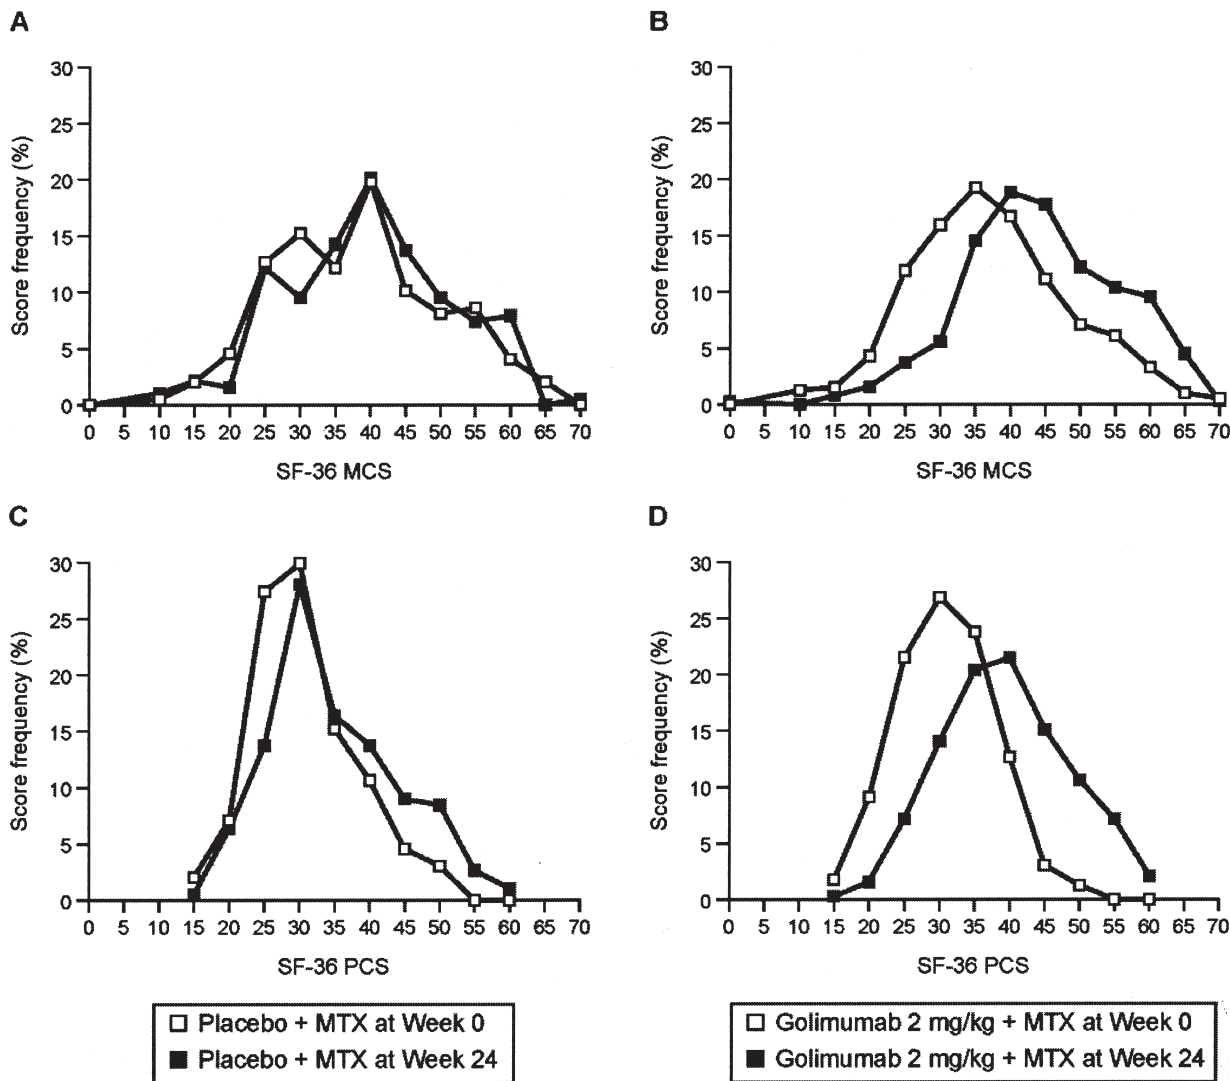 A
B
30
25
20
15
10
5
0
Score frequency (%)
0 5 10 15 20 25 30 35 40 45 50 55 60 65 70
SF-36 MCS
30
25
20
15
10
5
0
Score frequency (%)
0 5 10 15 20 25 30 35 40 45 50 55 60 65 70
SF-36 MCS
C
D
30
25
20
15
10
5
0
Score frequency (%)
0 5 10 15 20 25 30 35 40 45 50 55 60 65 70
SF-36 PCS
30
25
20
15
10
5
0
Score frequency (%)
0 5 10 15 20 25 30 35 40 45 50 55 60 65 70
SF-36 PCS
Placebo + MTX at Week 0
Placebo + MTX at Week 24
Golimumab 2 mg/kg + MTX at Week 0
Golimumab 2 mg/kg + MTX at Week 24